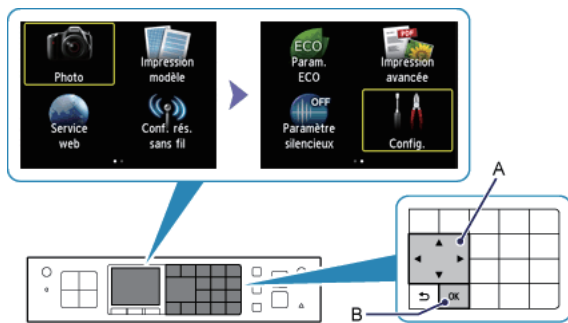 ECO
PDF
Photo
Impression
modèle
Param.
ECO
Impression
avancée
OFF
Service
web
Conf. rés.
sans fil
Paramètre
silencieux
Config.
A
OK
B